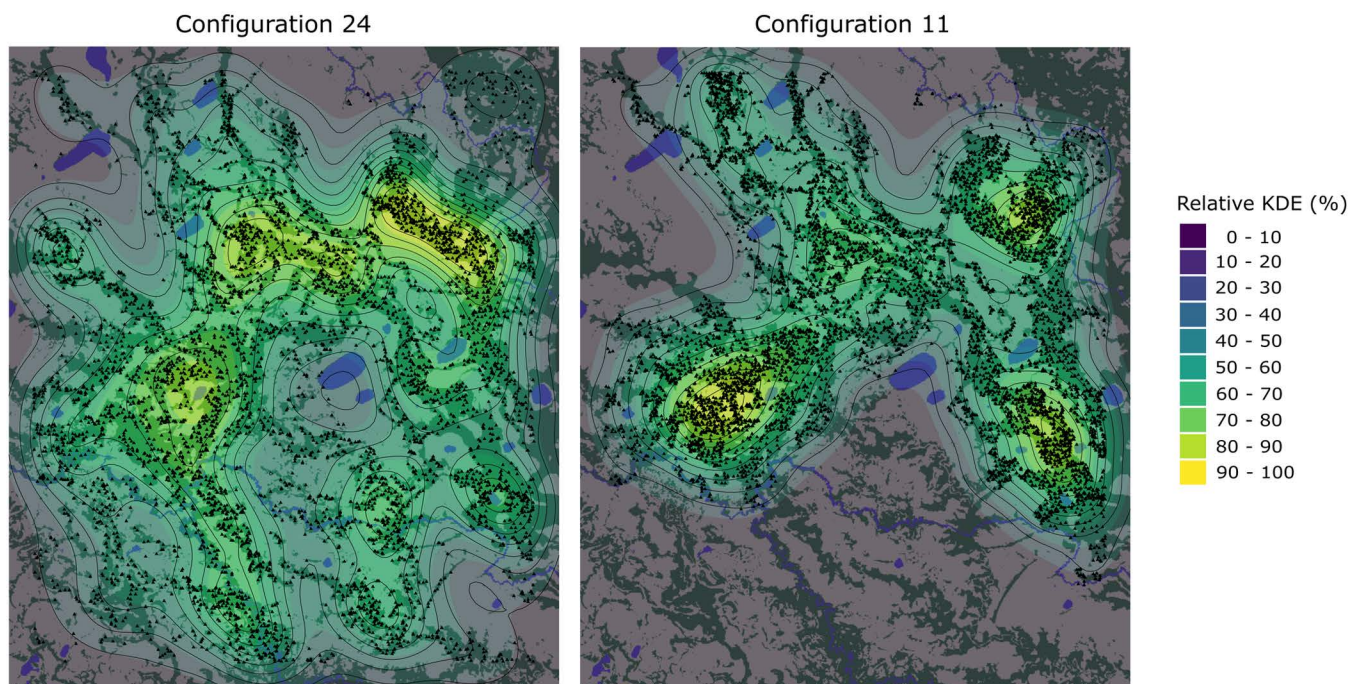 Configuration 24
Configuration 11
Relative KDE (%)
0 - 10
10 - 20
20 - 30
30 - 40
40 - 50
50 - 60
60 - 70
70 - 80
80 - 90
90 - 100